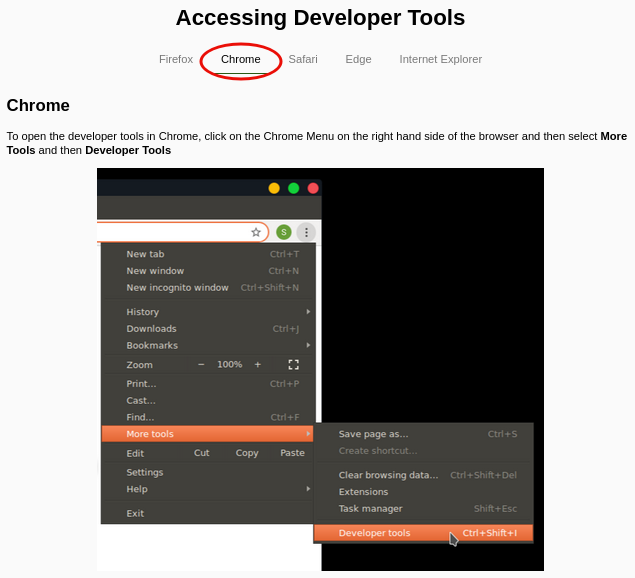 Accessing Developer Tools
Firefox Chrome Safari Edge Internet Explorer
Chrome
To open the developer tools in Chrome, click on the Chrome Menu on the right hand side of the browser and then select More
Tools and then Developer Tools
S
New tab Ctrl+T
New window Ctrl+N
New incognito window Ctrl+Shift+N
History
Downloads Ctrl+J
Bookmarks
Zoom − 100% +
Print... Ctrl+P
Cast...
Find... Ctrl+F
More tools
Edit Cut Copy Paste
Settings
Help
Exit
Save page as... Ctrl+S
Create shortcut...
Clear browsing data... Ctrl+Shift+Del
Extensions
Task manager Shift+Esc
Developer tools Ctrl+Shift+I